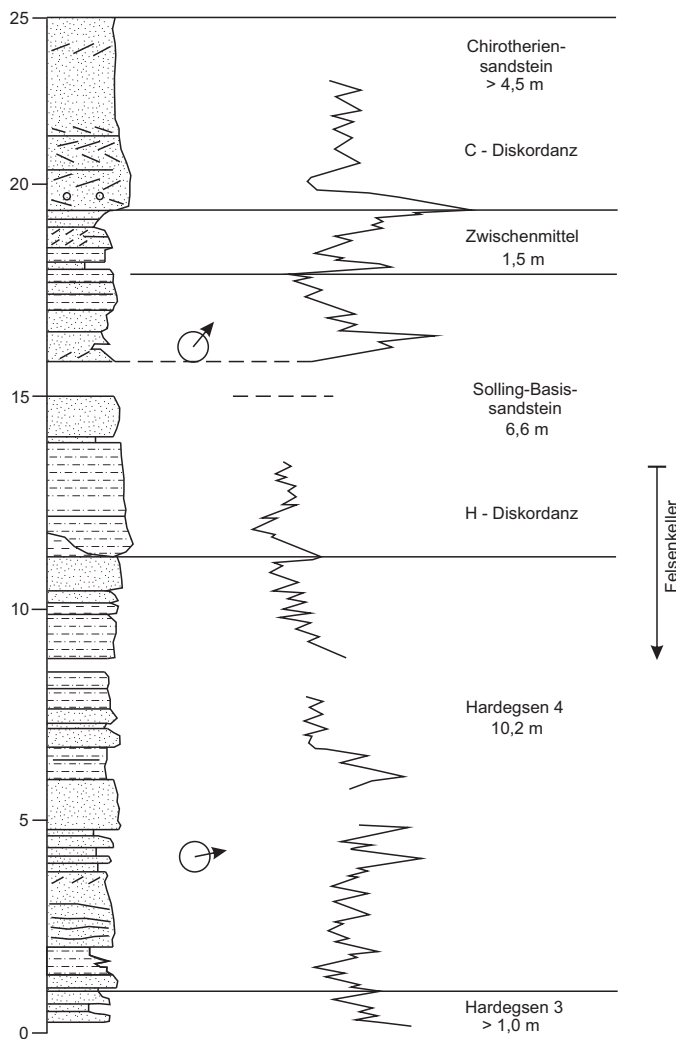 25
Chirotherien-
sandstein
> 4,5 m
C - Diskordanz
20
Zwischenmittel
1,5 m
15
Solling-Basis-
sandstein
6,6 m
H - Diskordanz
Felsenkeller
10
Hardegsen 4
10,2 m
5
Hardegsen 3
> 1,0 m
0